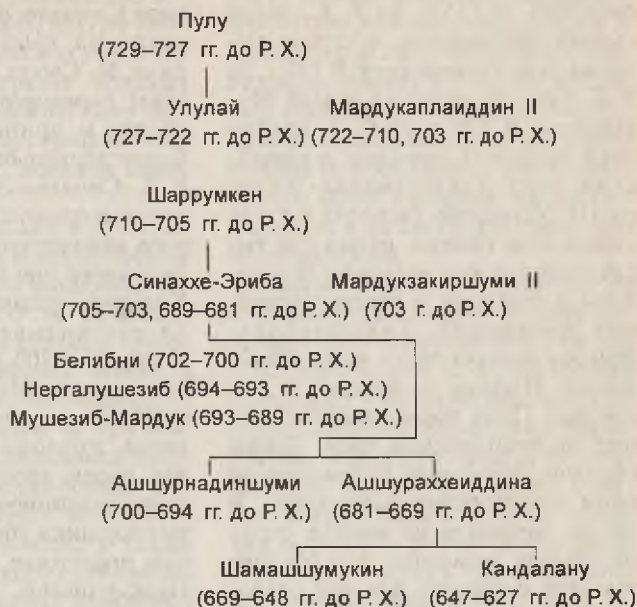 Пулу
(729–727 гг. до Р. Х.)
Улулай Мардукаплаиддин II
(727–722 гг. до Р. Х.) (722–710, 703 гг. до Р. Х.)
Шаррумкен
(710–705 гг. до Р. Х.)
Синаххе-Эриба Мардукзакиршуми II
(705–703, 689–681 гг. до Р. Х.) (703 г. до Р. Х.)
Белибни (702–700 гг. до Р. Х.)
Нергалушезиб (694–693 гг. до Р. Х.)
Мушезиб-Мардук (693–689 гг. до Р. Х.)
Ашшурнадиншуми Ашшураххеиддина
(700–694 гг. до Р. Х.) (681–669 гг. до Р. Х.)
Шамашшумукин Кандалану
(669–648 гг. до Р. Х.) (647–627 гг. до Р. Х.)